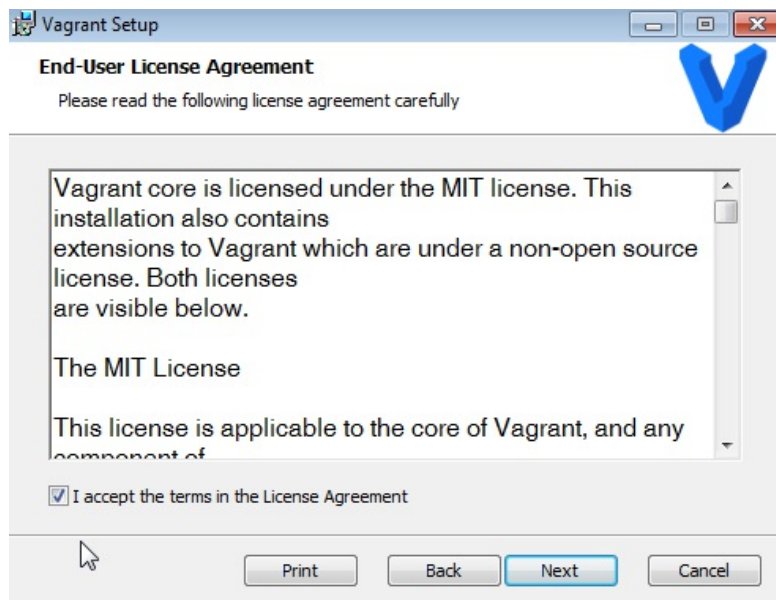 Vagrant Setup
End-User License Agreement
Please read the following license agreement carefully
Vagrant core is licensed under the MIT license. This
installation also contains
extensions to Vagrant which are under a non-open source
license. Both licenses
are visible below.
The MIT License
This license is applicable to the core of Vagrant, and any
component of
I accept the terms in the License Agreement
Print
Back
Next
Cancel